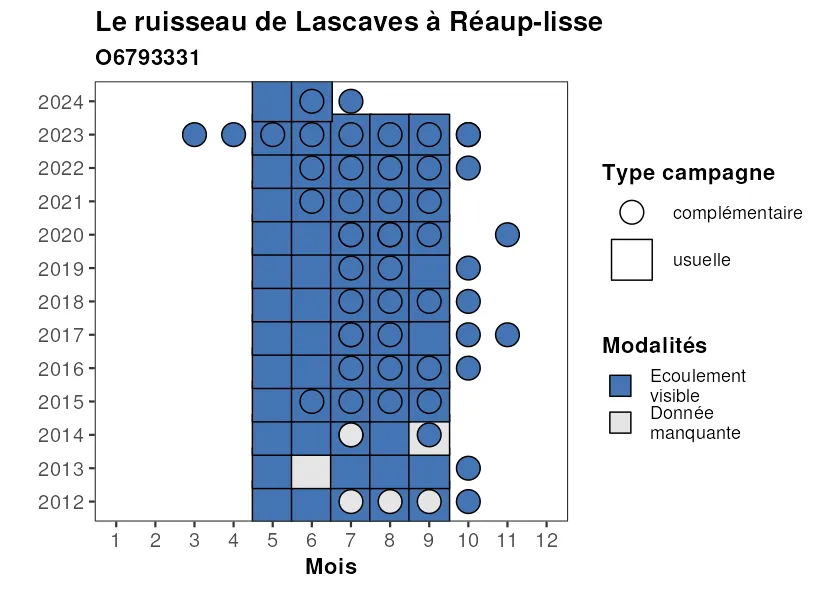 Le ruisseau de Lascaves à Réaup-lisse
O6793331
2024
2023
2022
2021
2020
2019
2018
2017
2016
2015
2014
2013
2012
1 2 3 4 5 6 7 8 9 10 11 12
Mois
Type campagne
complémentaire
usuelle
Modalités
Ecoulement
visible
Donnée
manquante